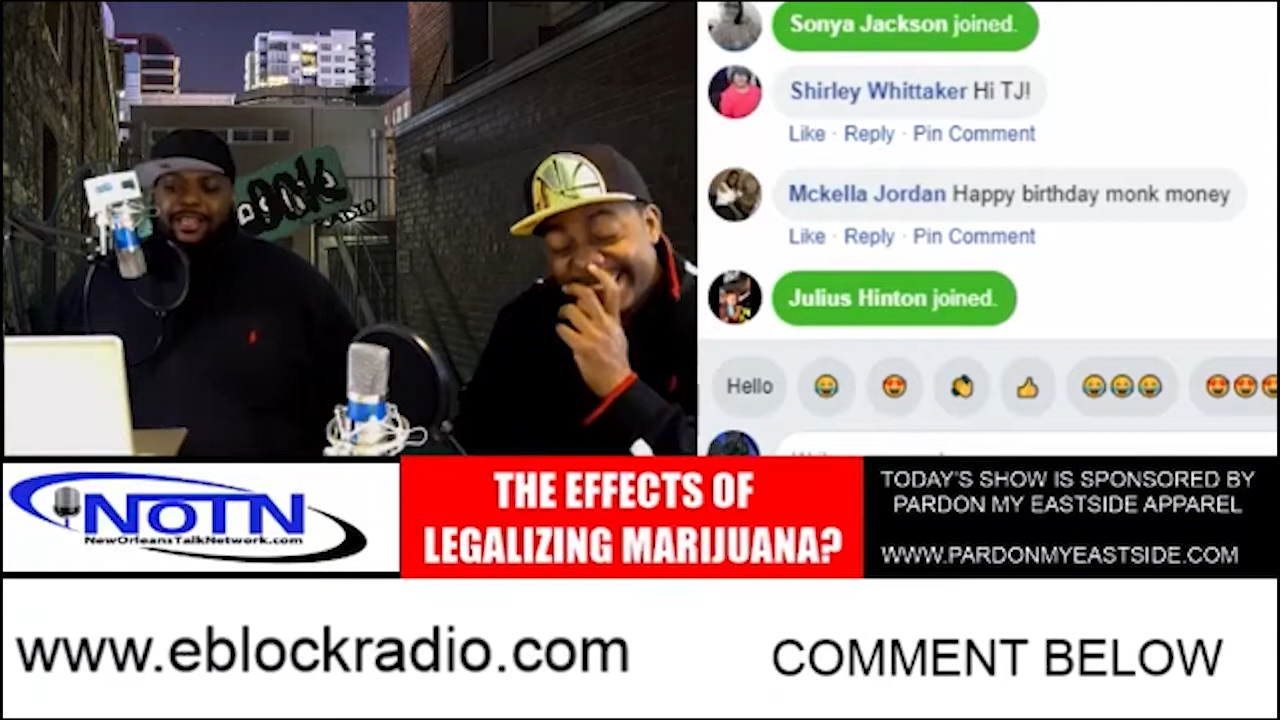 Sonya Jackson joined.
Shirley Whittaker Hi TJ!
Like · Reply · Pin Comment
Mckella Jordan Happy birthday monk money
Like · Reply · Pin Comment
Julius Hinton joined.
Hello
NOTN
NewOrleansTalkNetwork.com
THE EFFECTS OF
LEGALIZING MARIJUANA?
TODAY'S SHOW IS SPONSORED BY
PARDON MY EASTSIDE APPAREL
WWW.PARDONMYEASTSIDE.COM
www.eblockradio.com
COMMENT BELOW